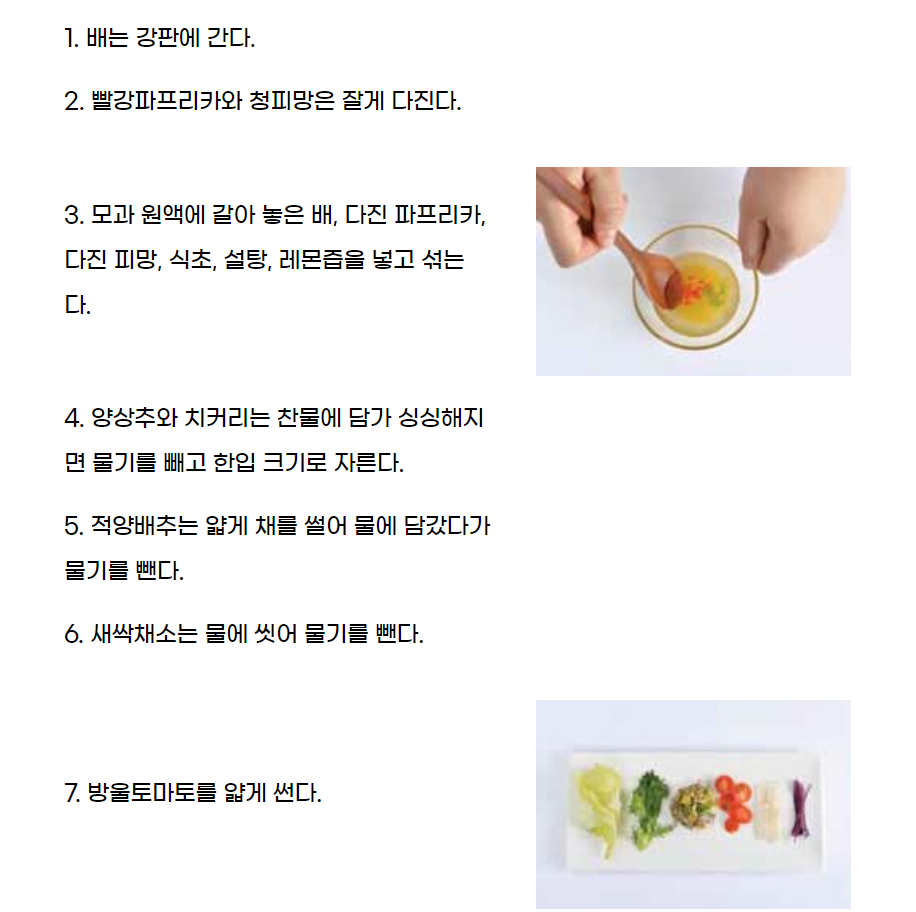 1. 배는 강판에 간다.
2. 빨강파프리카와 청피망은 잘게 다진다.
3. 모과 원액에 갈아 놓은 배, 다진 파프리카,
다진 피망, 식초, 설탕, 레몬즙을 넣고 섞는
다.
4. 양상추와 치커리는 찬물에 담가 싱싱해지
면 물기를 빼고 한입 크기로 자른다.
5. 적양배추는 얇게 채를 썰어 물에 담갔다가
물기를 뺀다.
6. 새싹채소는 물에 씻어 물기를 뺀다.
7. 방울토마토를 얇게 썬다.